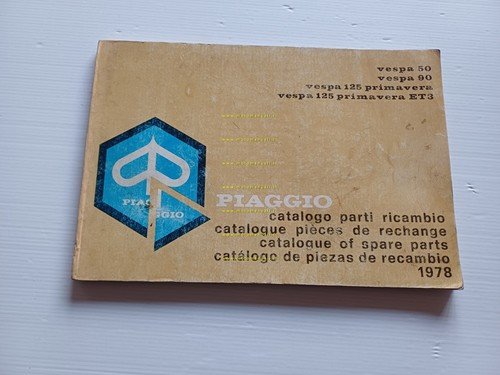 vespa 50
vespa 90
vespa 125 primavera
vespa 125 primavera ET3
PIAGGIO
PIAGGIO
catalogo parti ricambio
catalogue pièces de rechange
catalogue of spare parts
catálogo de piezas de recambio
1978